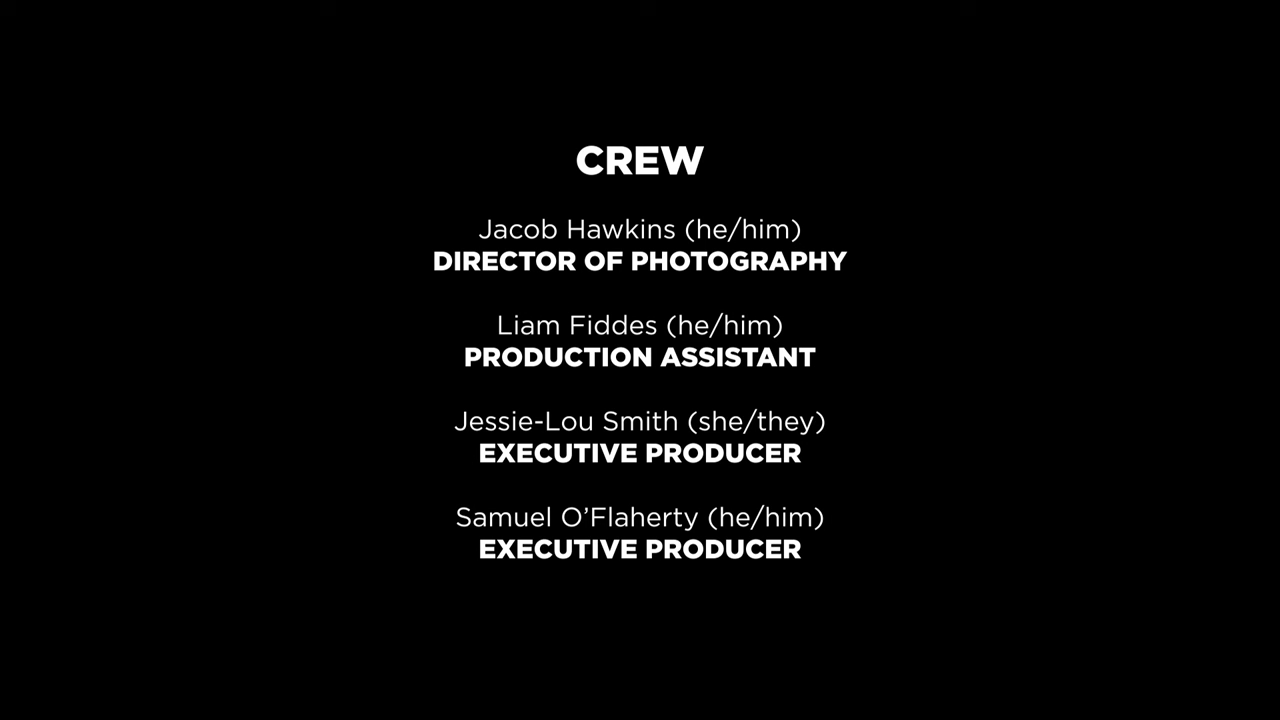 CREW
Jacob Hawkins (he/him)
DIRECTOR OF PHOTOGRAPHY
Liam Fiddes (he/him)
PRODUCTION ASSISTANT
Jessie-Lou Smith (she/they)
EXECUTIVE PRODUCER
Samuel O’Flaherty (he/him)
EXECUTIVE PRODUCER